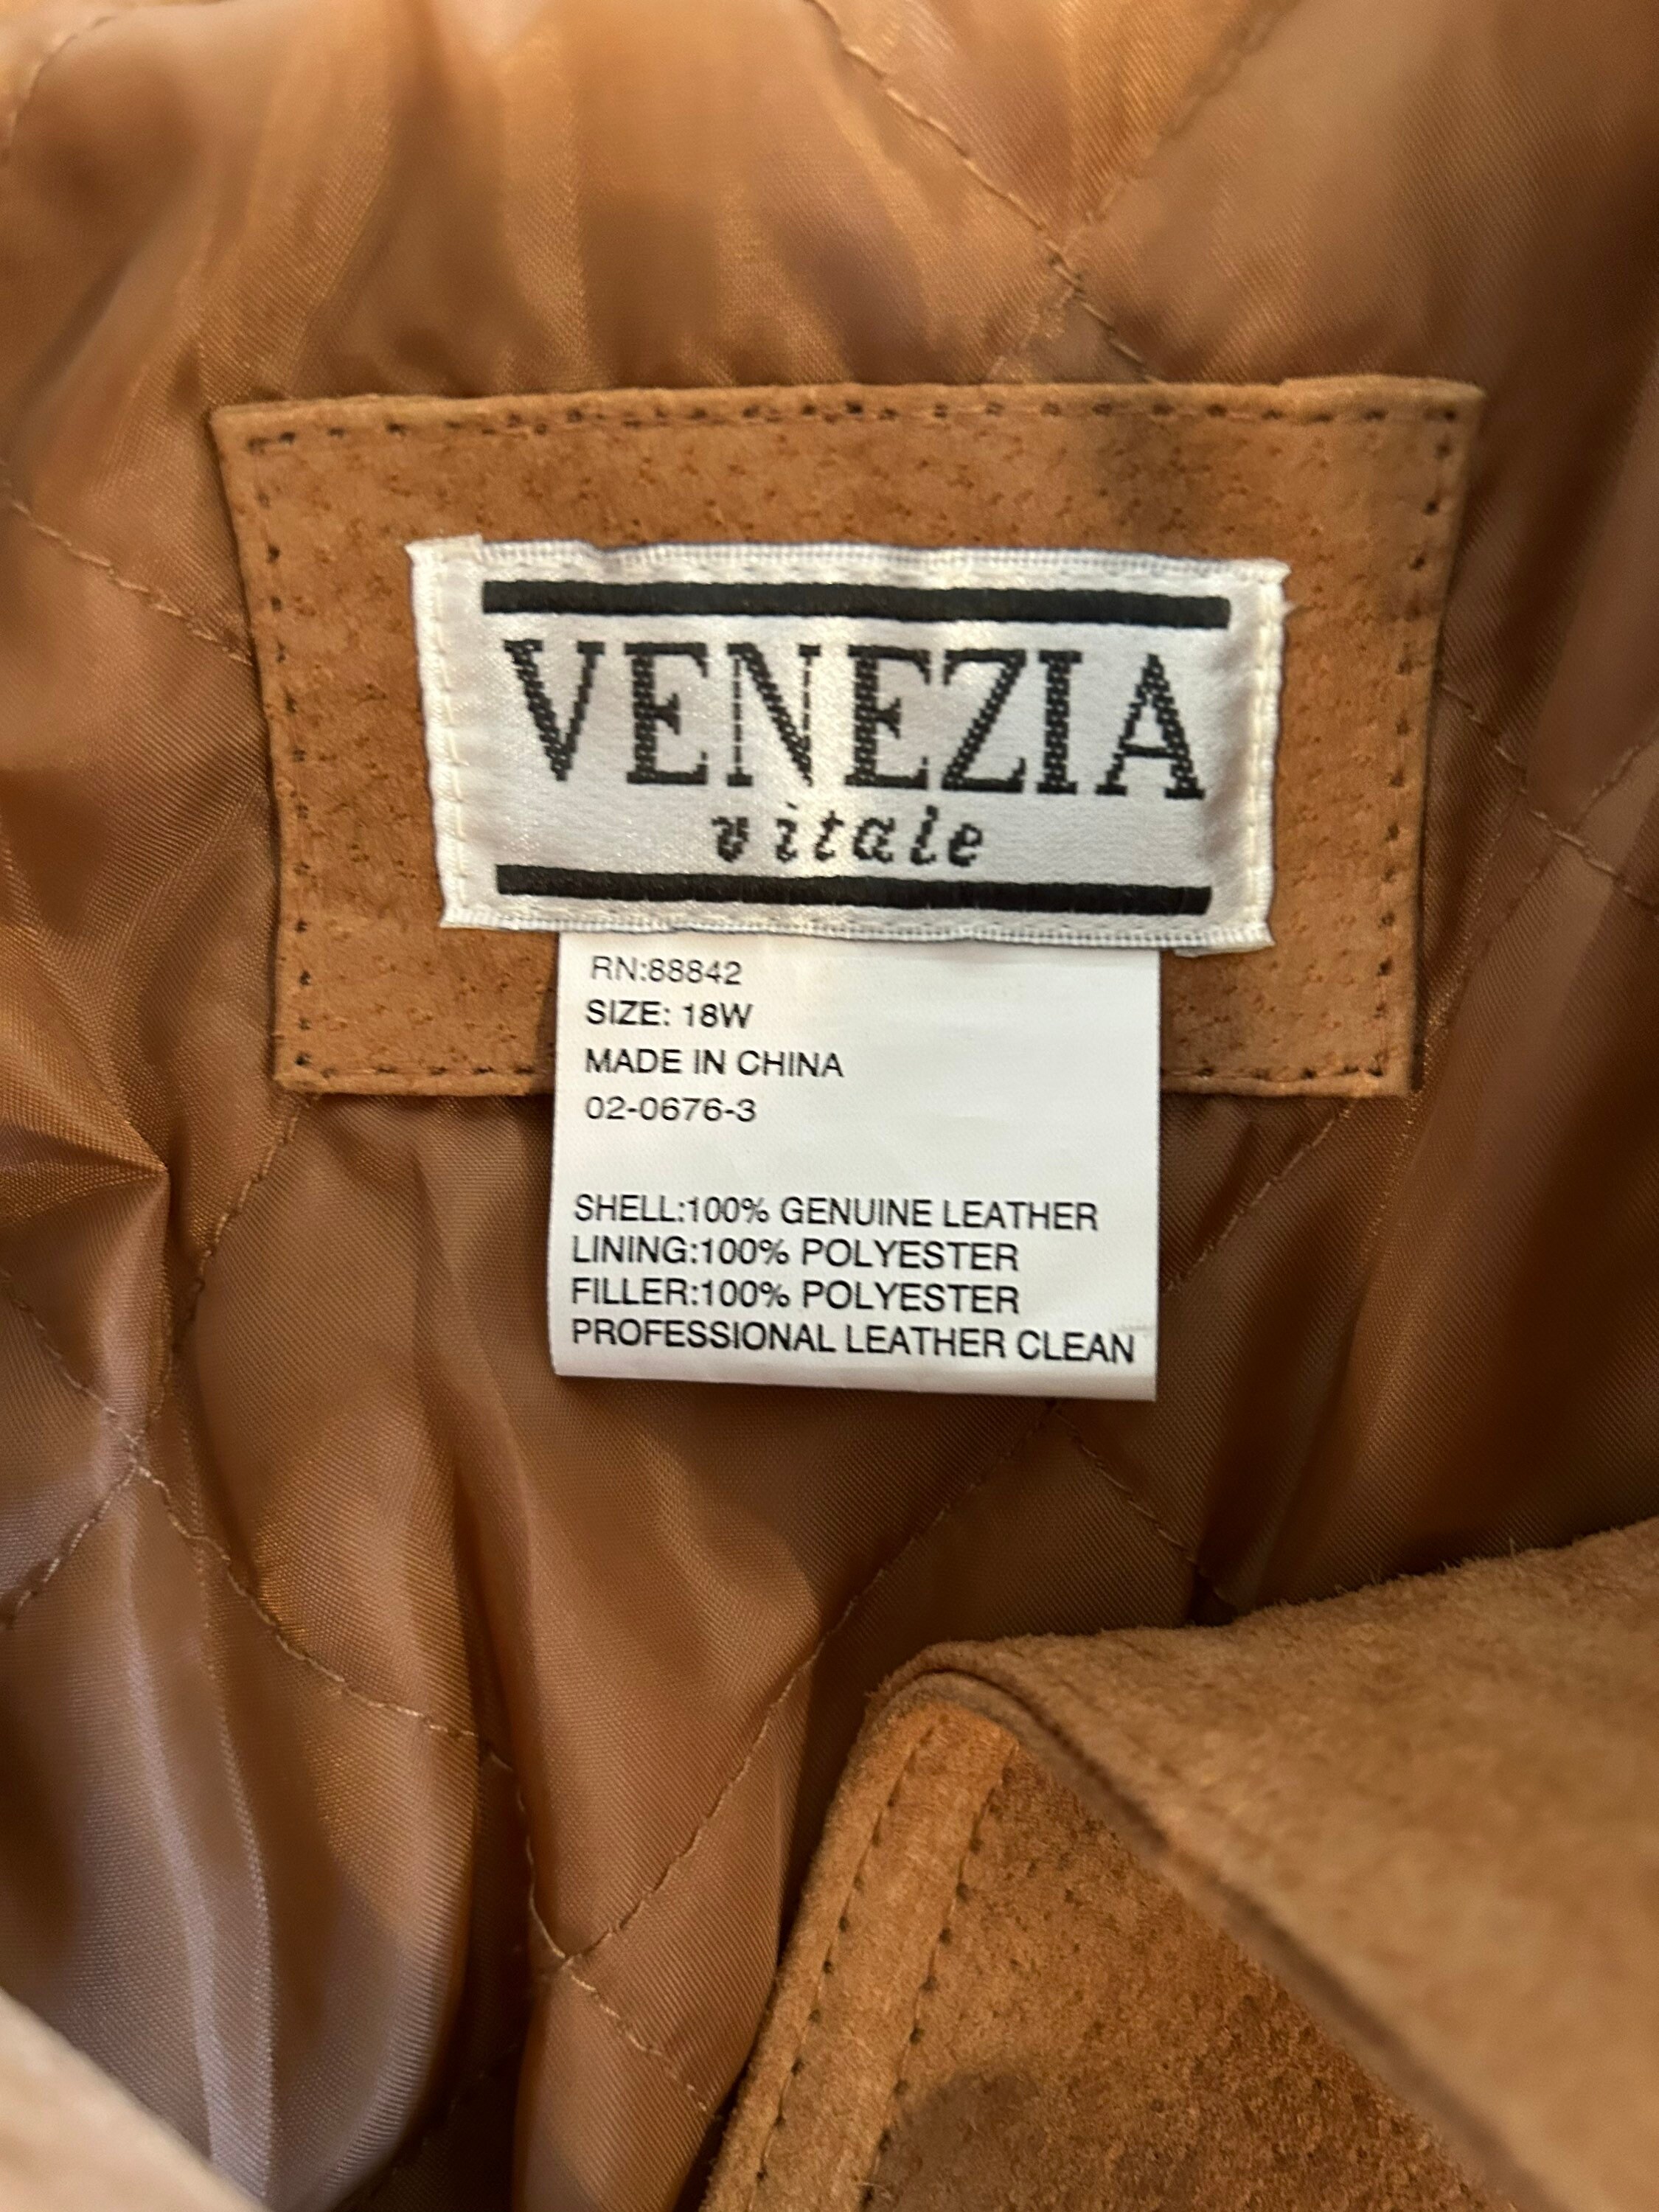 VENEZIA
vitale
RN:88842
SIZE: 18W
MADE IN CHINA
02-0676-3
SHELL:100% GENUINE LEATHER
LINING:100% POLYESTER
FILLER:100% POLYESTER
PROFESSIONAL LEATHER CLEAN